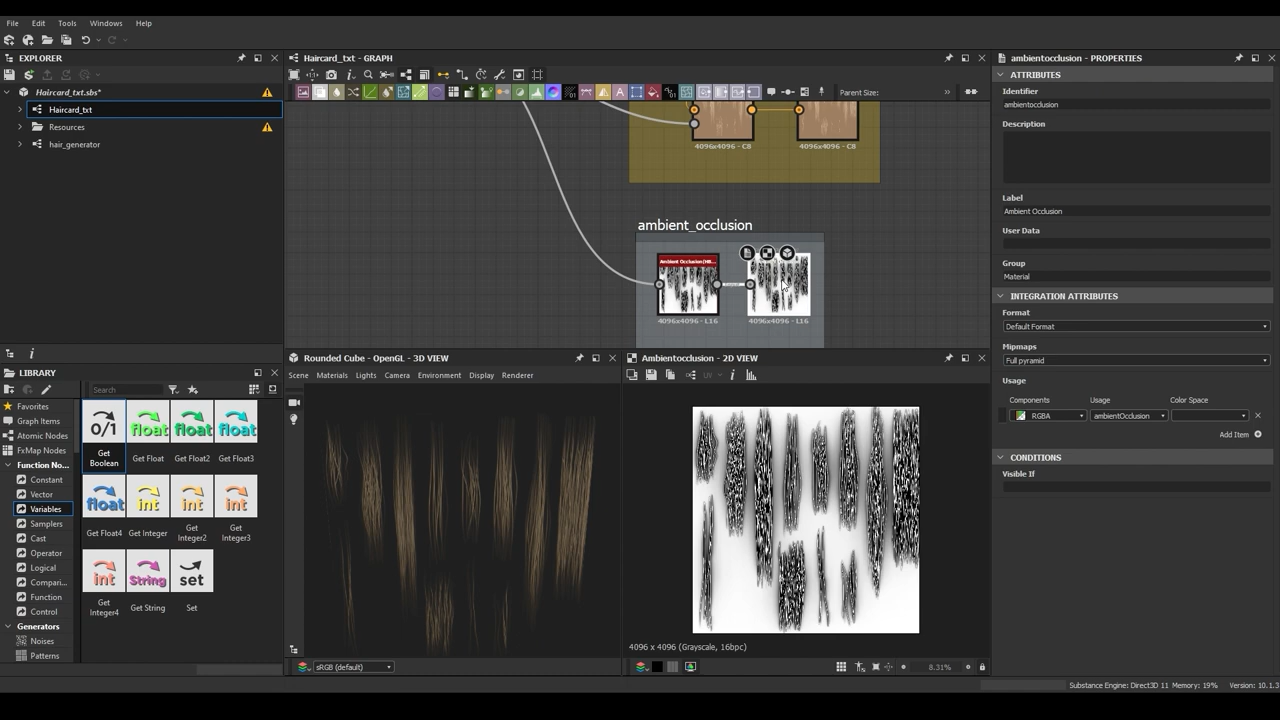 File Edit Tools Windows Help
EXPLORER
Haircard_txt.sbs*
Haircard_txt
Resources
hair_generator
LIBRARY
Search
Favorites
Graph Items
Atomic Nodes
FxMap Nodes
Function No...
Constant
Vector
Variables
Samplers
Cast
Operator
Logical
Compari...
Function
Control
Generators
Noises
Patterns
0/1 float float float
Get Boolean Get Float Get Float2 Get Float3
float int int int
Get Float4 Get Integer Get Integer2 Get Integer3
int String set
Get Integer4 Get String Set
Haircard_txt - GRAPH
Parent Size:
4096x4096 - C8 4096x4096 - C8
ambient_occlusion
Ambient Occlusion (HB...
4096x4096 - L16 4096x4096 - L16
Rounded Cube - OpenGL - 3D VIEW
Scene Materials Lights Camera Environment Display Renderer
sRGB (default)
Ambientocclusion - 2D VIEW
UV
4096 x 4096 (Grayscale, 16bpc)
8.31%
ambientocclusion - PROPERTIES
ATTRIBUTES
Identifier
ambientocclusion
Description
Label
Ambient Occlusion
User Data
Group
Material
INTEGRATION ATTRIBUTES
Format
Default Format
Mipmaps
Full pyramid
Usage
Components Usage Color Space
RGBA ambientOcclusion
Add Item
CONDITIONS
Visible If
Substance Engine: Direct3D 11 Memory: 19% Version: 10.1.3